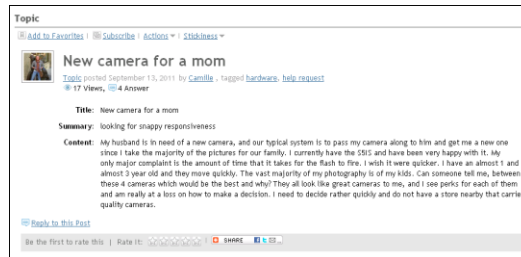 Topic
Add to Favorites | Subscribe | Actions | Stickiness
New camera for a mom
Topic posted September 13, 2011 by Camille , tagged hardware, help request
17 Views, 4 Answer
Title: New camera for a mom
Summary: looking for snappy responsiveness
Content: My husband is in need of a new camera, and our typical system is to pass my camera along to him and get me a new one
since I take the majority of the pictures for our family. I currently have the S5IS and have been very happy with it. My
only major complaint is the amount of time that it takes for the flash to fire. I wish it were quicker. I have an almost 1 and
almost 3 year old and they move quickly. The vast majority of my photography is of my kids. Can someone tell me, between
these 4 cameras which would be the best and why? They all look like great cameras to me, and I see perks for each of them
and am really at a loss on how to make a decision. I need to decide rather quickly and do not have a store nearby that carrie
quality cameras.
Reply to this Post
Be the first to rate this | Rate it: | SHARE